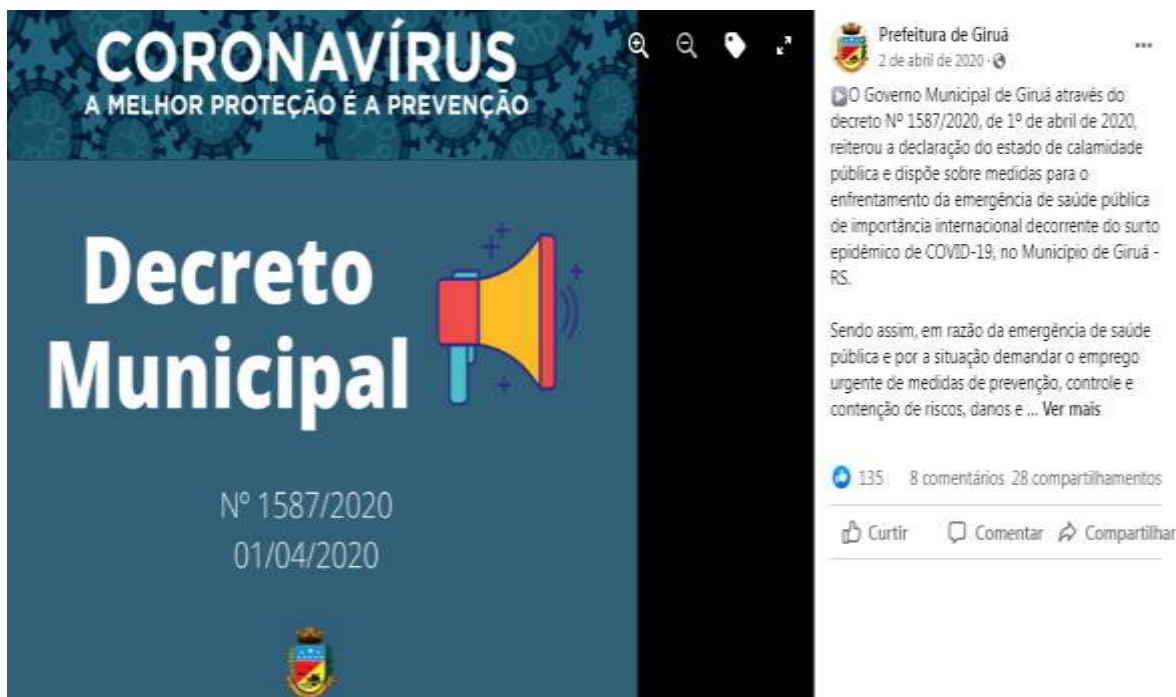 CORONAVÍRUS
A MELHOR PROTEÇÃO É A PREVENÇÃO
Decreto
Municipal
Nº 1587/2020
01/04/2020
Prefeitura de Giruá
2 de abril de 2020 ·
O Governo Municipal de Giruá através do
decreto Nº 1587/2020, de 1º de abril de 2020,
reiterou a declaração do estado de calamidade
pública e dispõe sobre medidas para o
enfrentamento da emergência de saúde pública
de importância internacional decorrente do surto
epidêmico de COVID-19, no Município de Giruá -
RS.
Sendo assim, em razão da emergência de saúde
pública e por a situação demandar o emprego
urgente de medidas de prevenção, controle e
contenção de riscos, danos e ... Ver mais
135 8 comentários 28 compartilhamentos
Curtir Comentar Compartilhar